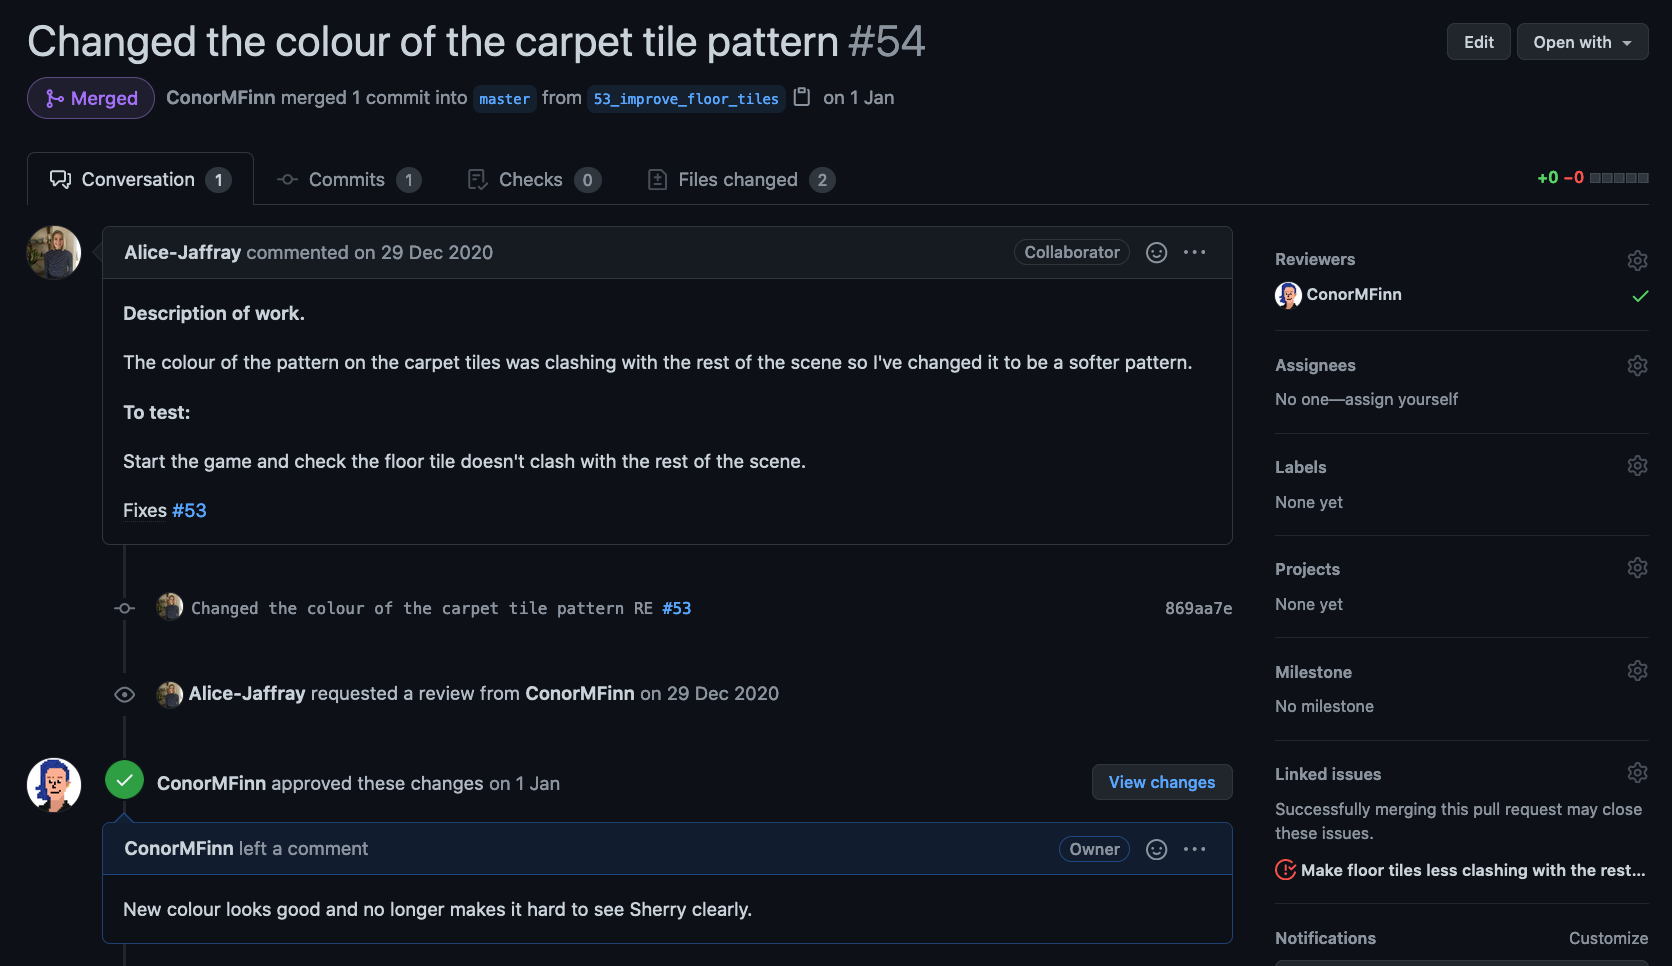 Changed the colour of the carpet tile pattern #54
Edit
Open with
Merged
ConorMFinn merged 1 commit into master from 53_improve_floor_tiles on 1 Jan
Conversation 1
Commits 1
Checks 0
Files changed 2
+0 −0
Alice-Jaffray commented on 29 Dec 2020
Collaborator
Description of work.
The colour of the pattern on the carpet tiles was clashing with the rest of the scene so I've changed it to be a softer pattern.
To test:
Start the game and check the floor tile doesn't clash with the rest of the scene.
Fixes #53
Changed the colour of the carpet tile pattern RE #53
869aa7e
Alice-Jaffray requested a review from ConorMFinn on 29 Dec 2020
ConorMFinn approved these changes on 1 Jan
View changes
ConorMFinn left a comment
Owner
New colour looks good and no longer makes it hard to see Sherry clearly.
Reviewers
ConorMFinn
Assignees
No one—assign yourself
Labels
None yet
Projects
None yet
Milestone
No milestone
Linked issues
Successfully merging this pull request may close
these issues.
Make floor tiles less clashing with the rest...
Notifications
Customize